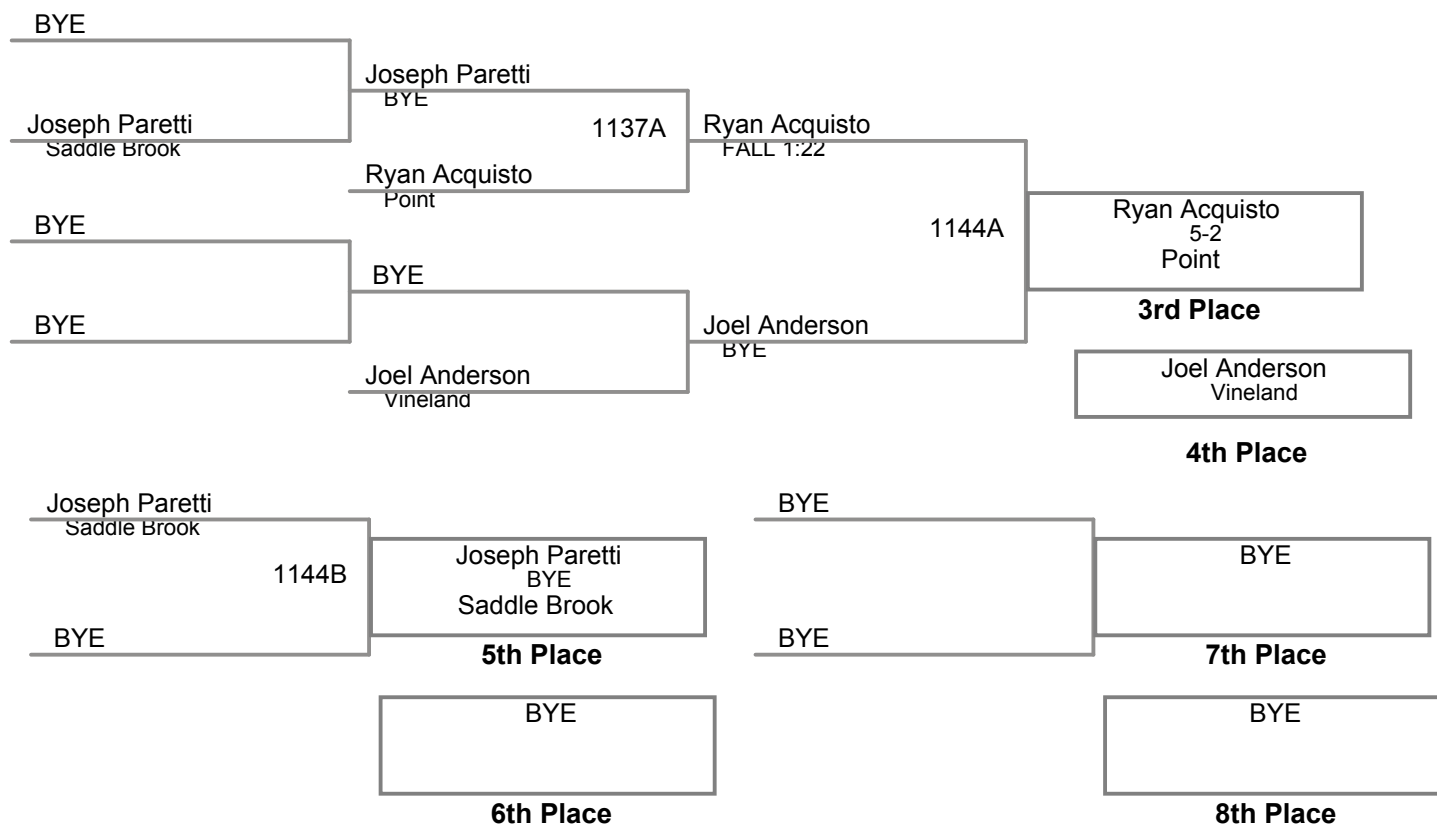 BYE
Joseph Paretti
BYE
Joseph Paretti
Saddle Brook
1137A
Ryan Acquisto
FALL 1:22
Ryan Acquisto
Point
BYE
1144A
Ryan Acquisto
5-2
Point
3rd Place
BYE
BYE
Joel Anderson
BYE
Joel Anderson
Vineland
Joel Anderson
Vineland
4th Place
Joseph Paretti
Saddle Brook
1144B
BYE
Joseph Paretti
BYE
Saddle Brook
5th Place
BYE
6th Place
BYE
BYE
BYE
7th Place
BYE
8th Place